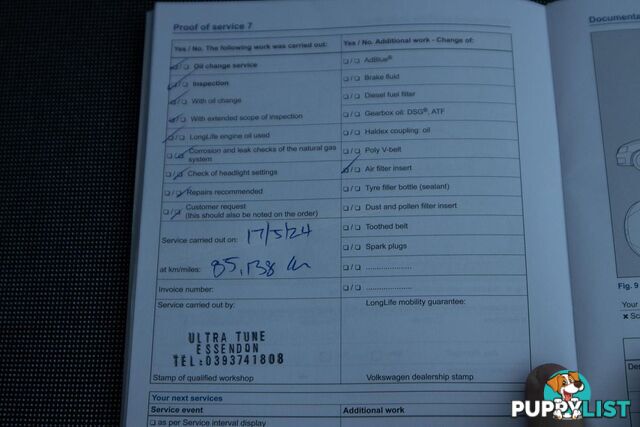 Proof of service 7
Yes / No. The following work was carried out:
❑ / ❑ Oil change service
❑ / ❑ Inspection
❑ / ❑ With oil change
❑ / ❑ With extended scope of inspection
❑ / ❑ LongLife engine oil used
❑ / ❑ Corrosion and leak checks of the natural gas
system
❑ / ❑ Check of headlight settings
❑ / ❑ Repairs recommended
❑ / ❑ Customer request
(this should also be noted on the order)
Service carried out on: 17/5/24
at km/miles: 85,138 km
Invoice number:
Service carried out by:
ULTRA TUNE
ESSENDON
TEL:0393741808
Stamp of qualified workshop
Yes / No. Additional work - Change of:
❑ / ❑ AdBlue®
❑ / ❑ Brake fluid
❑ / ❑ Diesel fuel filter
❑ / ❑ Gearbox oil: DSG®, ATF
❑ / ❑ Haldex coupling: oil
❑ / ❑ Poly V-belt
❑ / ❑ Air filter insert
❑ / ❑ Tyre filler bottle (sealant)
❑ / ❑ Dust and pollen filter insert
❑ / ❑ Toothed belt
❑ / ❑ Spark plugs
❑ / ❑ ....................
❑ / ❑ ....................
LongLife mobility guarantee:
Volkswagen dealership stamp
Your next services
Service event
Additional work
❑ as per Service interval display
Documenta
Fig. 9
Your
x Sc
De
PUPPYLIST